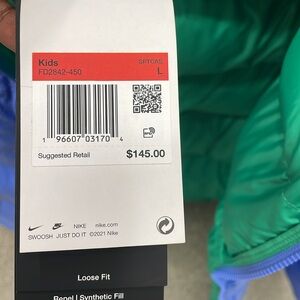 Kids SRTCAS
FD2842-450 L
1 96607 03170 4
Suggested Retail $145.00
NIKE nike.com
SWOOSH JUST DO IT ©2021 Nike
Loose Fit
Repel | Synthetic Fill